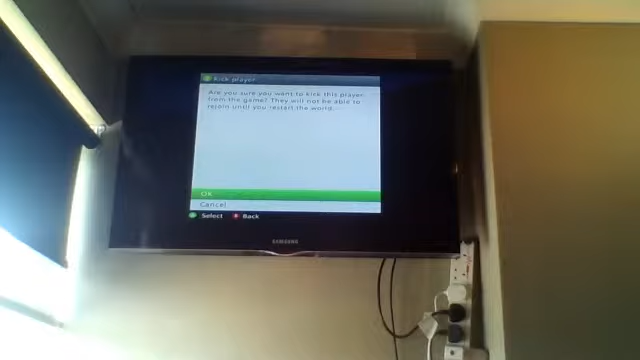 Kick player
Are you sure you want to kick this player
from the game? They will not be able to
rejoin until you restart the world.
OK
Cancel
Select Back
SAMSUNG